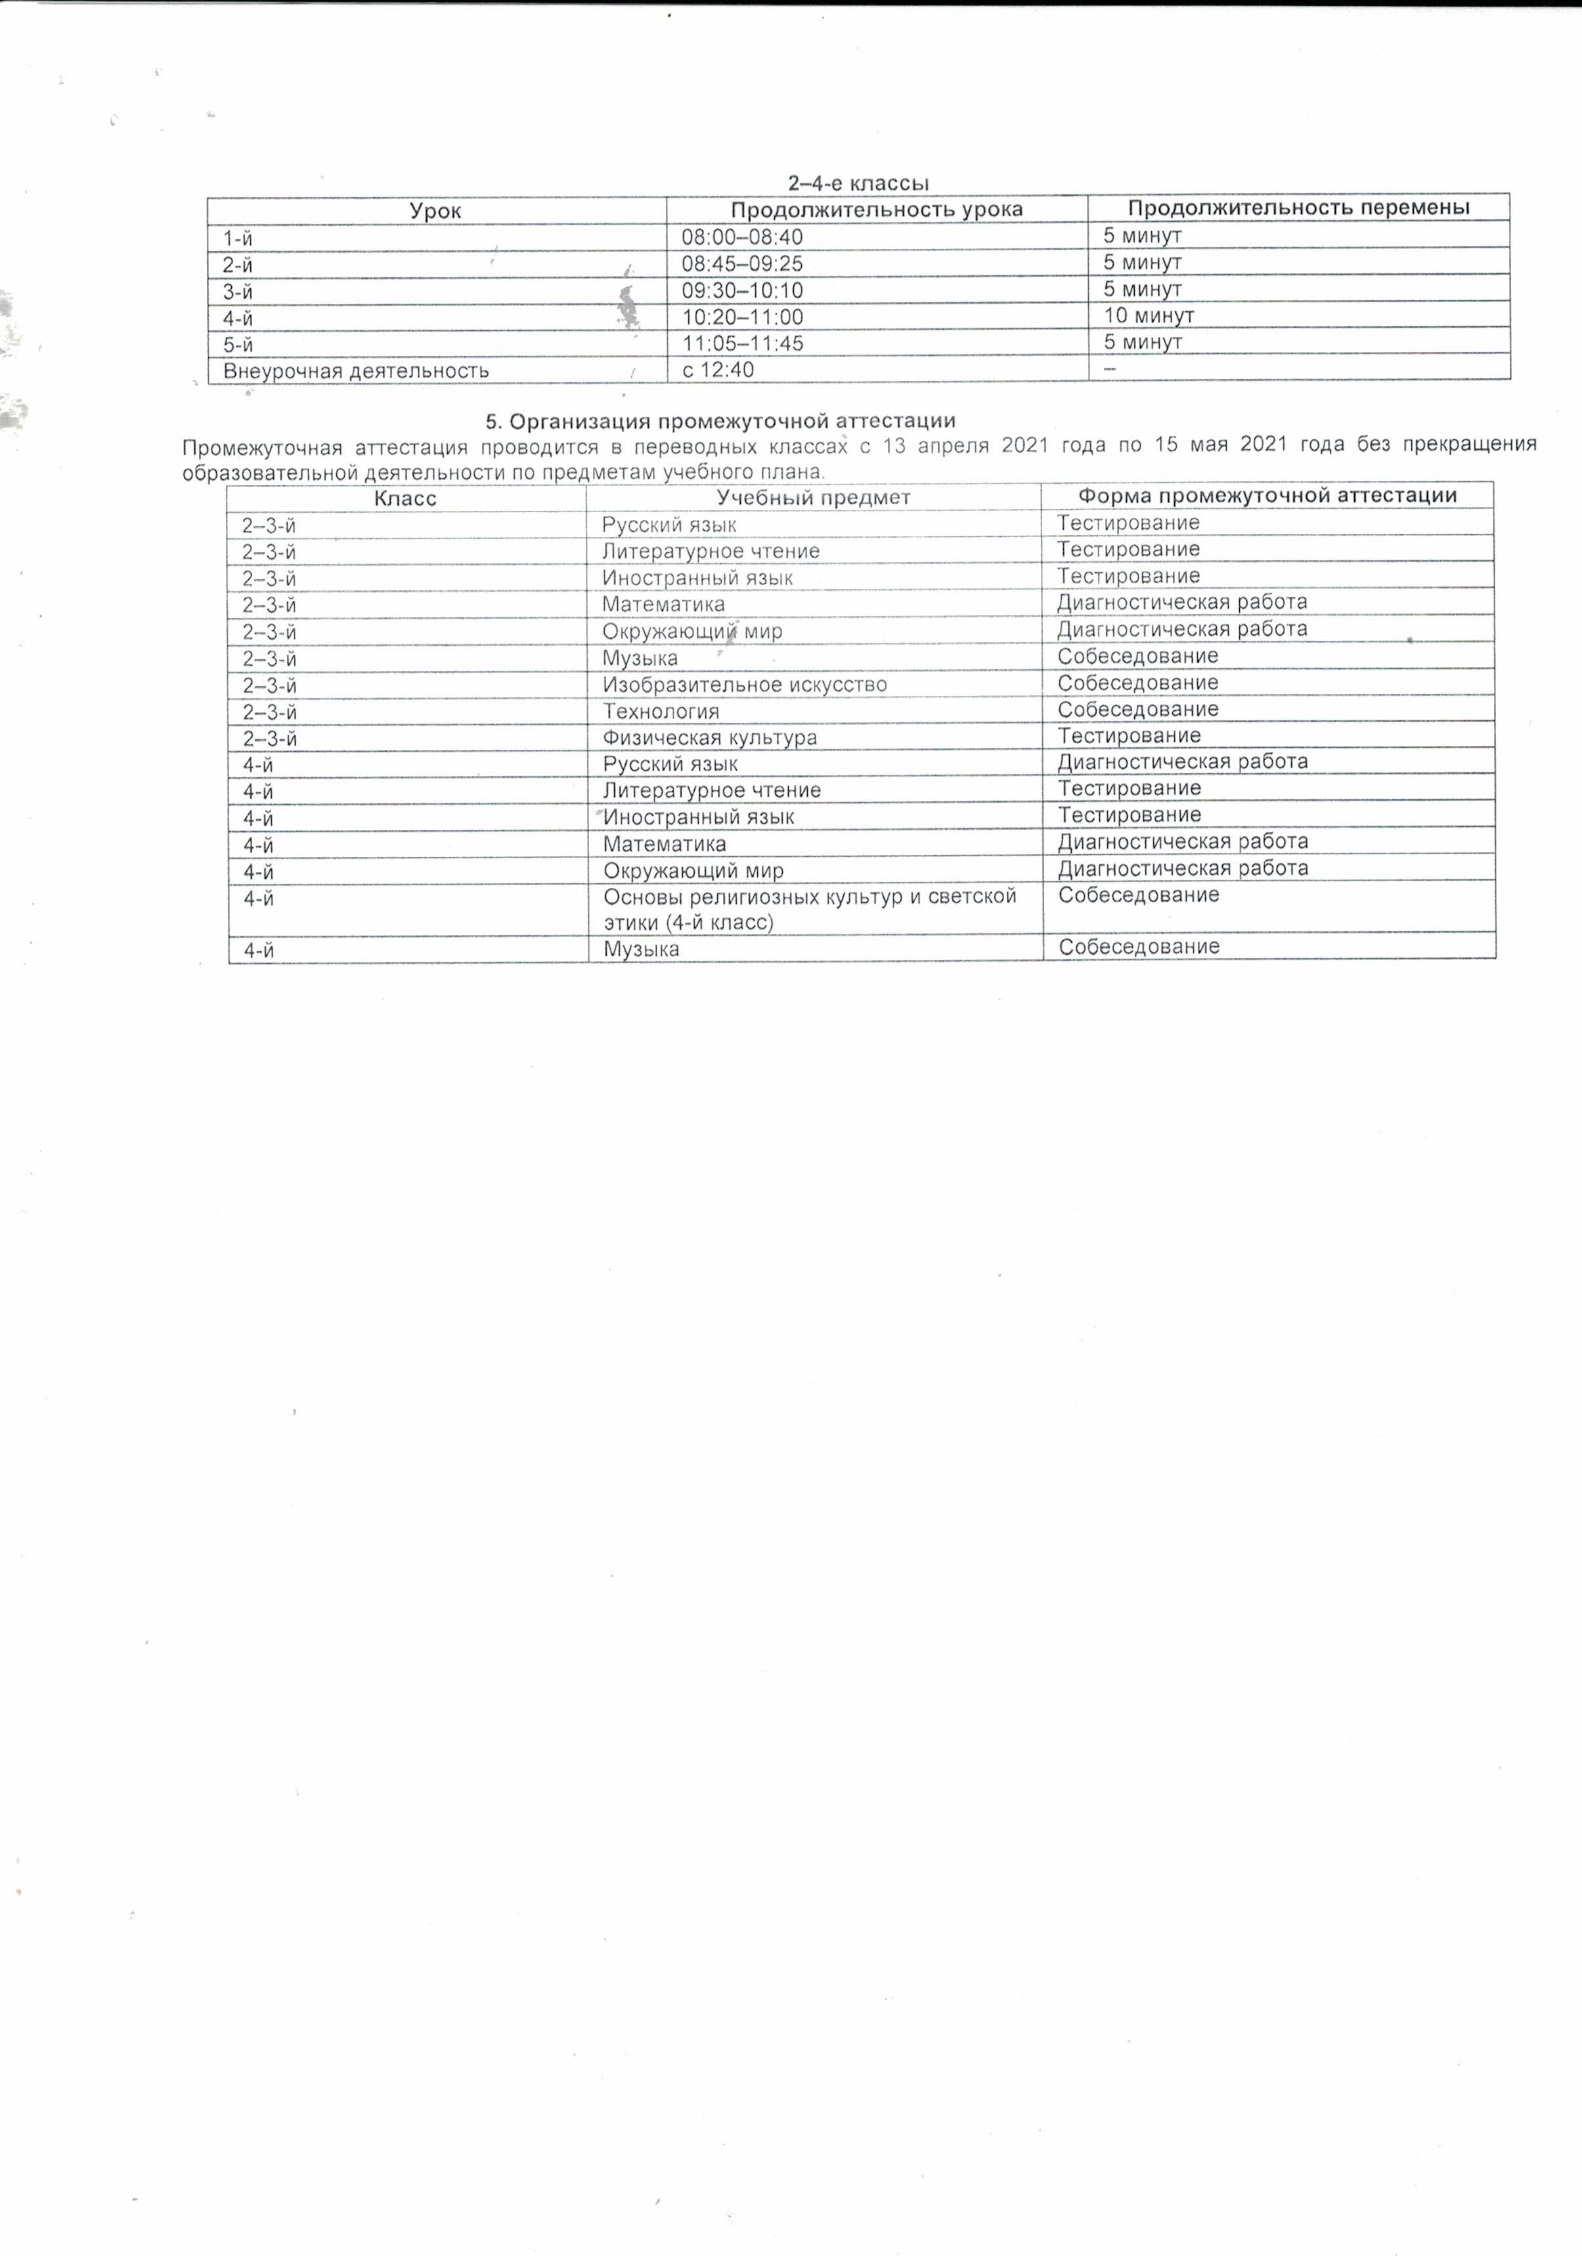 2–4-е классы
Урок Продолжительность урока Продолжительность перемены
1-й 08:00–08:40 5 минут
2-й 08:45–09:25 5 минут
3-й 09:30–10:10 5 минут
4-й 10:20–11:00 10 минут
5-й 11:05–11:45 5 минут
Внеурочная деятельность с 12:40 –
5. Организация промежуточной аттестации
Промежуточная аттестация проводится в переводных классах с 13 апреля 2021 года по 15 мая 2021 года без прекращения
образовательной деятельности по предметам учебного плана.
Класс Учебный предмет Форма промежуточной аттестации
2–3-й Русский язык Тестирование
2–3-й Литературное чтение Тестирование
2–3-й Иностранный язык Тестирование
2–3-й Математика Диагностическая работа
2–3-й Окружающий мир Диагностическая работа
2–3-й Музыка Собеседование
2–3-й Изобразительное искусство Собеседование
2–3-й Технология Собеседование
2–3-й Физическая культура Тестирование
4-й Русский язык Диагностическая работа
4-й Литературное чтение Тестирование
4-й Иностранный язык Тестирование
4-й Математика Диагностическая работа
4-й Окружающий мир Диагностическая работа
4-й Основы религиозных культур и светской Собеседование
этики (4-й класс)
4-й Музыка Собеседование